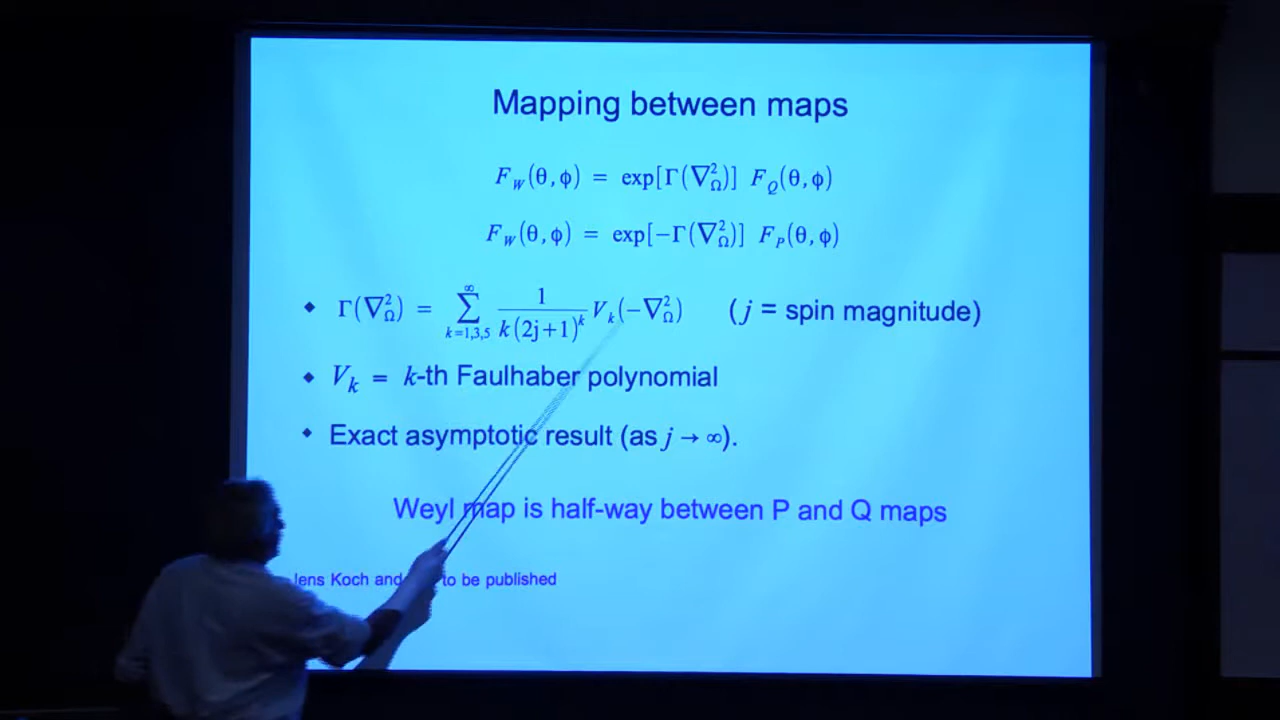 Mapping between maps
F_W(θ,ϕ) = exp[Γ(∇²_Ω)] F_Q(θ,ϕ)
F_W(θ,ϕ) = exp[−Γ(∇²_Ω)] F_P(θ,ϕ)
◆ Γ(∇²_Ω) = ∑_{k=1,3,5}^{∞} 1/(k(2j+1)^k) V_k(−∇²_Ω) (j = spin magnitude)
◆ V_k = k-th Faulhaber polynomial
◆ Exact asymptotic result (as j → ∞).
Weyl map is half-way between P and Q maps
Jens Koch and to be published